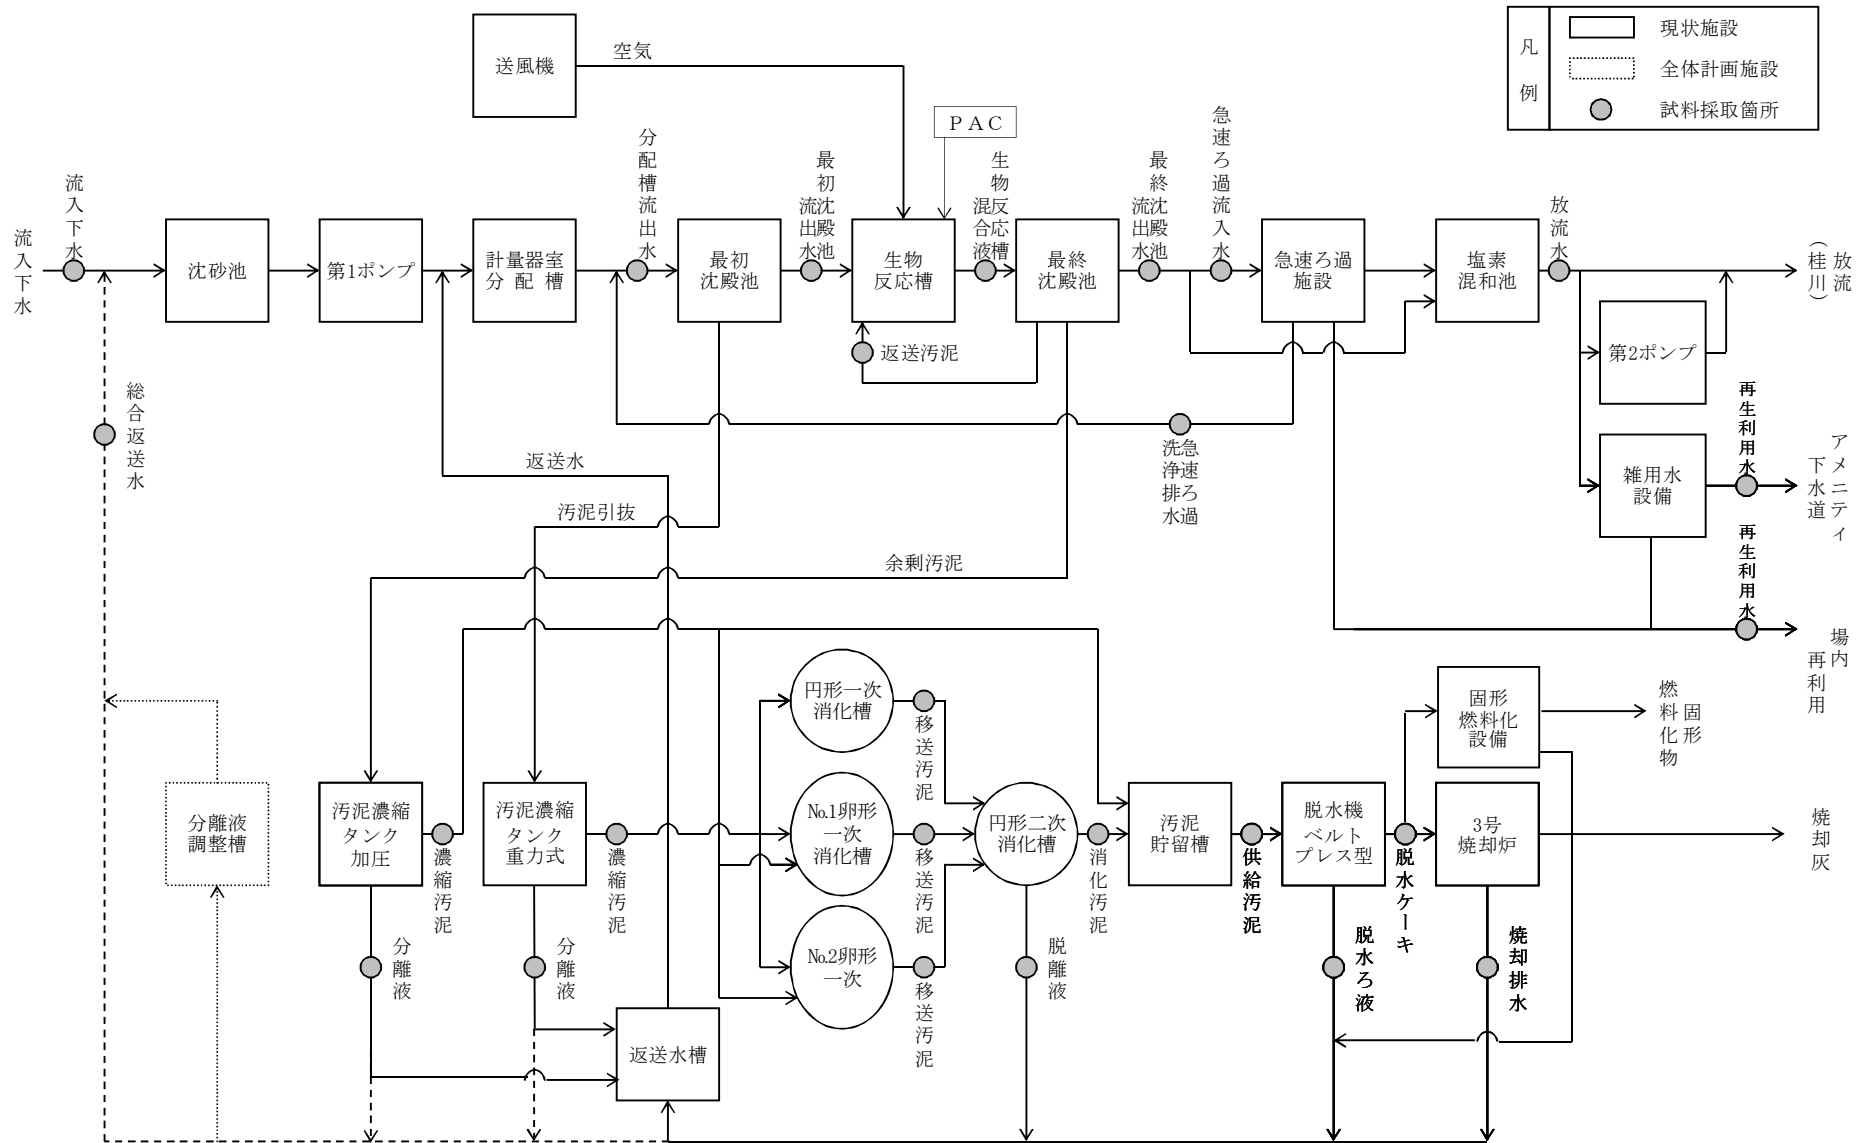 凡例
現状施設
全体計画施設
試料採取箇所
送風機
空気
PAC
流入下水
流入下水
沈砂池
第1ポンプ
計量器室
分配槽
分配槽流出水
最初
沈殿池
最初沈殿池
流出水
生物
反応槽
生物反応槽
混合液
最終
沈殿池
最終沈殿池
流出水
急速ろ過流入水
急速ろ過
施設
塩素
混和池
放流水
放流
(桂川)
第2ポンプ
返送汚泥
総合返送水
返送水
急速ろ過
洗浄排水
雑用水
設備
再生利用水
アメニティ
下水道
再生利用水
場内
再利用
汚泥引抜
余剰汚泥
分離液
調整槽
汚泥濃縮
タンク
加圧
濃縮汚泥
汚泥濃縮
タンク
重力式
濃縮汚泥
円形一次
消化槽
移送汚泥
№1卵形
一次
消化槽
移送汚泥
№2卵形
一次
移送汚泥
円形二次
消化槽
消化汚泥
汚泥
貯留槽
供給汚泥
脱水機
ベルト
プレス型
脱水ケーキ
固形
燃料化
設備
固形
燃料化物
3号
焼却炉
焼却灰
分離液
分離液
脱離液
脱水ろ液
焼却排水
返送水槽